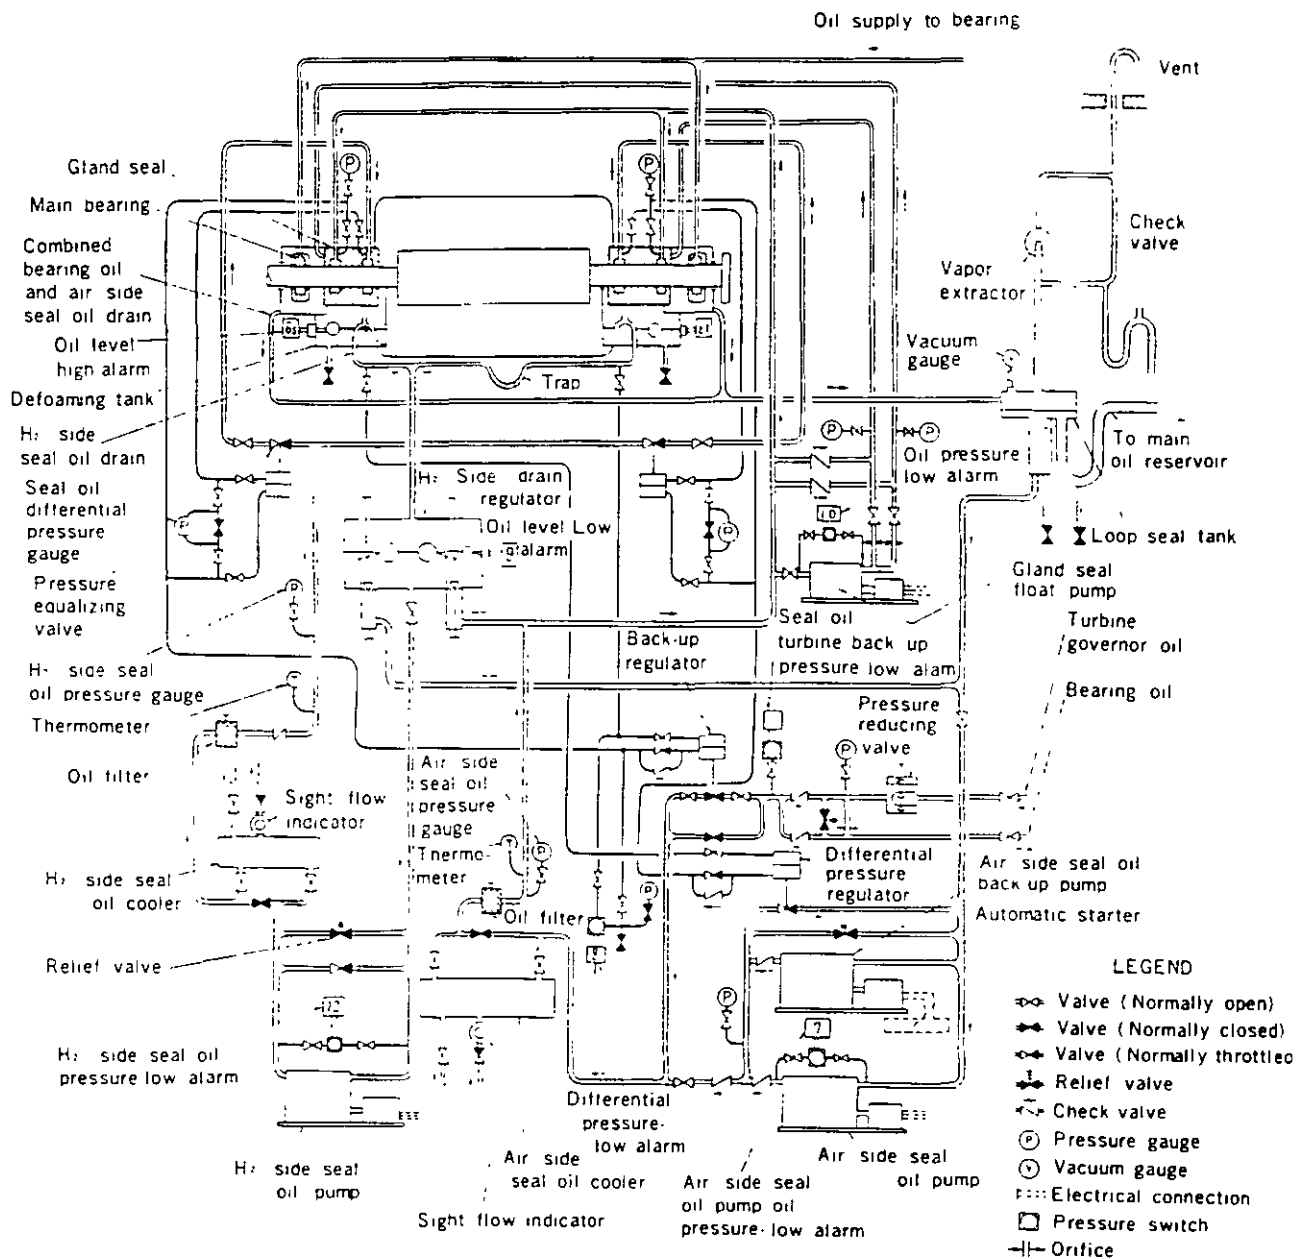 Oil supply to bearing
Vent
Gland seal
Main bearing
Combined
bearing oil
and air side
seal oil drain
Oil level
high alarm
Defoaming tank
H₂ side
seal oil drain
Seal oil
differential
pressure
gauge
Pressure
equalizing
valve
H₂ side seal
oil pressure gauge
Thermometer
Oil filter
Sight flow
indicator
H₂ side seal
oil cooler
Relief valve
H₂ side seal oil
pressure low alarm
H₂ side seal
oil pump
Trap
H₂ Side drain
regulator
Oil level Low
alarm
Check
valve
Vapor
extractor
Vacuum
gauge
To main
oil reservoir
Oil pressure
low alarm
10
Loop seal tank
Gland seal
float pump
Seal oil
turbine back up
pressure low alam
Turbine
governor oil
Back-up
regulator
Bearing oil
Pressure
reducing
valve
Air side
seal oil
pressure
gauge
Thermo-
meter
Oil filter
Differential
pressure
regulator
Air side seal oil
back up pump
Automatic starter
7
Differential
pressure-
low alarm
Air side
seal oil cooler
Sight flow indicator
Air side seal
oil pump oil
pressure-low alarm
Air side seal
oil pump
LEGEND
Valve (Normally open)
Valve (Normally closed)
Valve (Normally throttled
Relief valve
Check valve
P Pressure gauge
V Vacuum gauge
Electrical connection
Pressure switch
Orifice